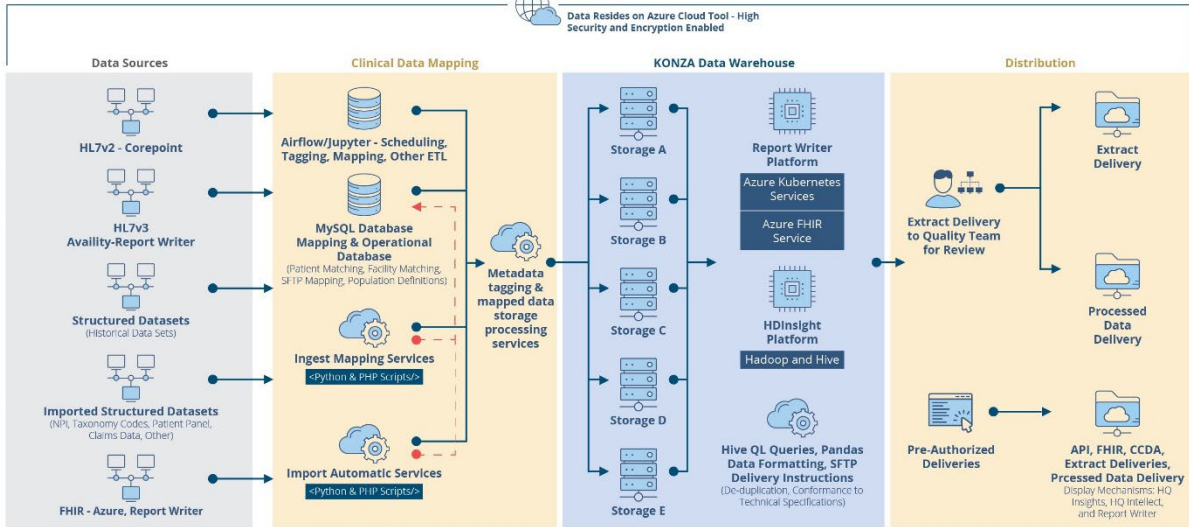 Data Resides on Azure Cloud Tool - High
Security and Encryption Enabled
Data Sources
HL7v2 - Corepoint
HL7v3
Availity-Report Writer
Structured Datasets
(Historical Data Sets)
Imported Structured Datasets
(NPI, Taxonomy Codes, Patient Panel,
Claims Data, Other)
FHIR - Azure, Report Writer
Clinical Data Mapping
Airflow/Jupyter - Scheduling,
Tagging, Mapping, Other ETL
MySQL Database
Mapping & Operational
Database
(Patient Matching, Facility Matching,
SFTP Mapping, Population Definitions)
Ingest Mapping Services
<Python & PHP Scripts/>
Import Automatic Services
<Python & PHP Scripts/>
Metadata
tagging &
mapped data
storage
processing
services
KONZA Data Warehouse
Storage A
Storage B
Storage C
Storage D
Storage E
Report Writer
Platform
Azure Kubernetes
Services
Azure FHIR
Service
HDInsight
Platform
Hadoop and Hive
Hive QL Queries, Pandas
Data Formatting, SFTP
Delivery Instructions
(De-duplication, Conformance to
Technical Specifications)
Distribution
Extract Delivery
to Quality Team
for Review
Extract
Delivery
Processed
Data
Delivery
Pre-Authorized
Deliveries
API, FHIR, CCDA,
Extract Deliveries,
Prcessed Data Delivery
Display Mechanisms: HQ
Insights, HQ Intellect,
and Report Writer